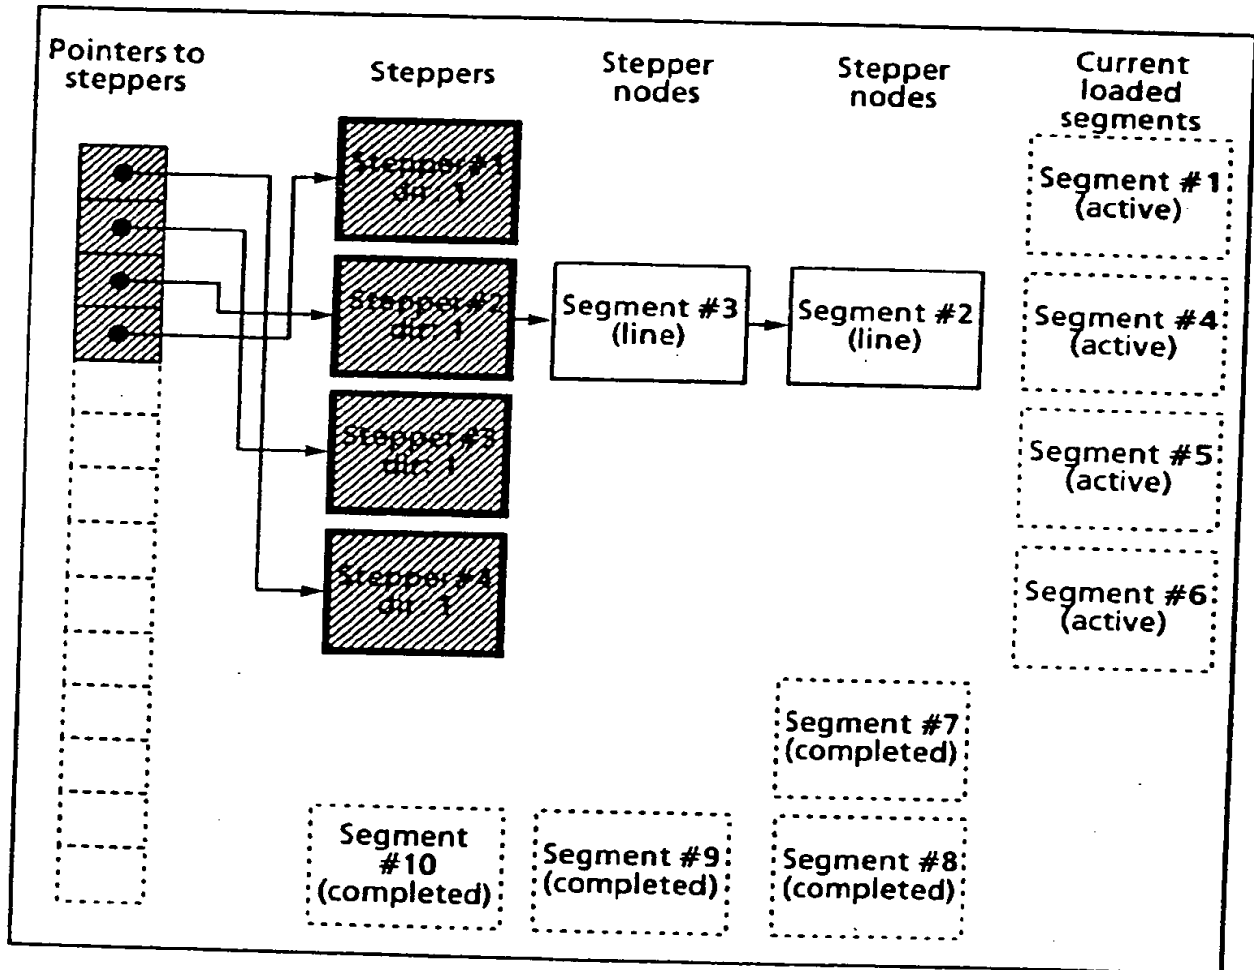 Pointers to
steppers
Steppers
Stepper
nodes
Stepper
nodes
Current
loaded
segments
Stepper#1
dir: 1
Segment #1
(active)
Stepper#2
dir: 1
Segment #3
(line)
Segment #2
(line)
Segment #4
(active)
Stepper#3
dir: 1
Segment #5
(active)
Stepper#4
dir: 1
Segment #6
(active)
Segment #7
(completed)
Segment
#10
(completed)
Segment #9
(completed)
Segment #8
(completed)